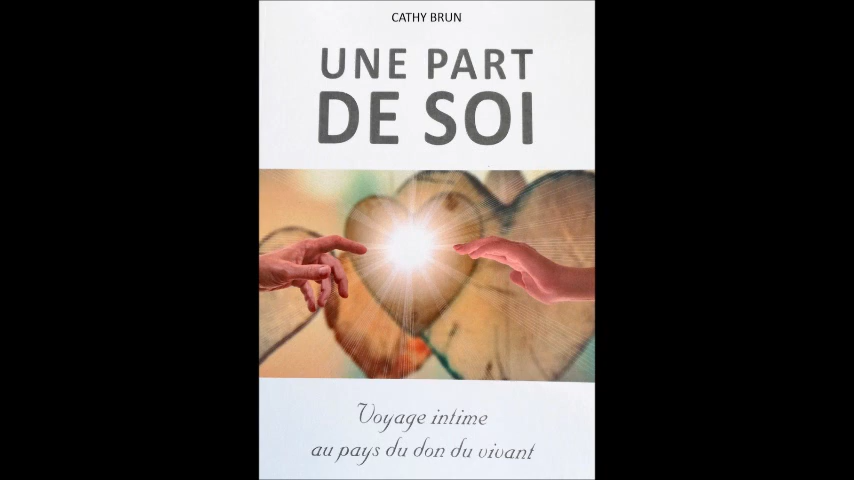 CATHY BRUN
UNE PART
DE SOI
Voyage intime
au pays du don du vivant